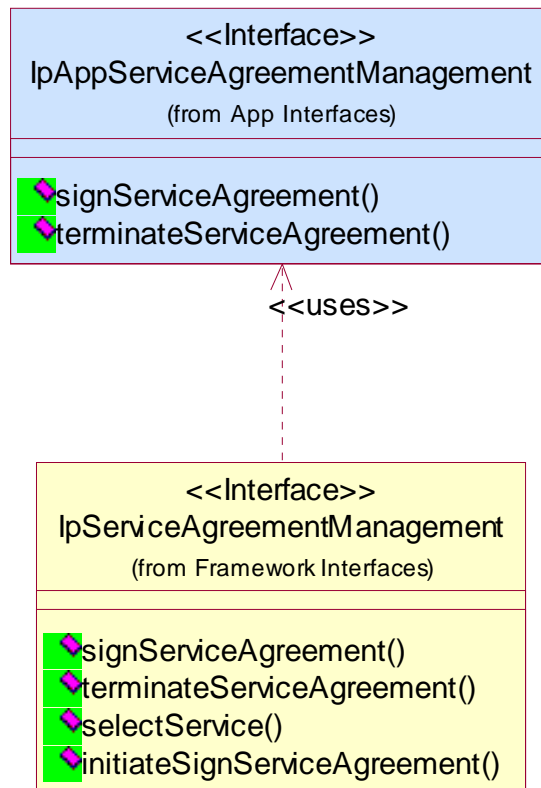 <<Interface>>
IpAppServiceAgreementManagement
(from App Interfaces)
signServiceAgreement()
terminateServiceAgreement()
<<uses>>
<<Interface>>
IpServiceAgreementManagement
(from Framework Interfaces)
signServiceAgreement()
terminateServiceAgreement()
selectService()
initiateSignServiceAgreement()